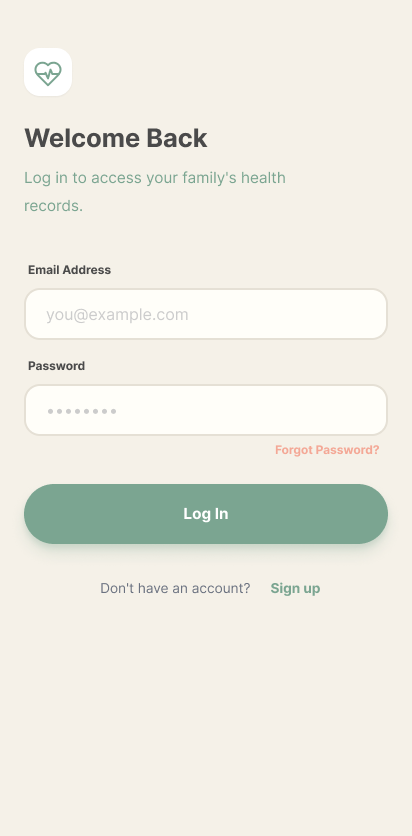 Welcome Back
Log in to access your family's health
records.
Email Address
you@example.com
Password
••••••••
Forgot Password?
Log In
Don't have an account? Sign up